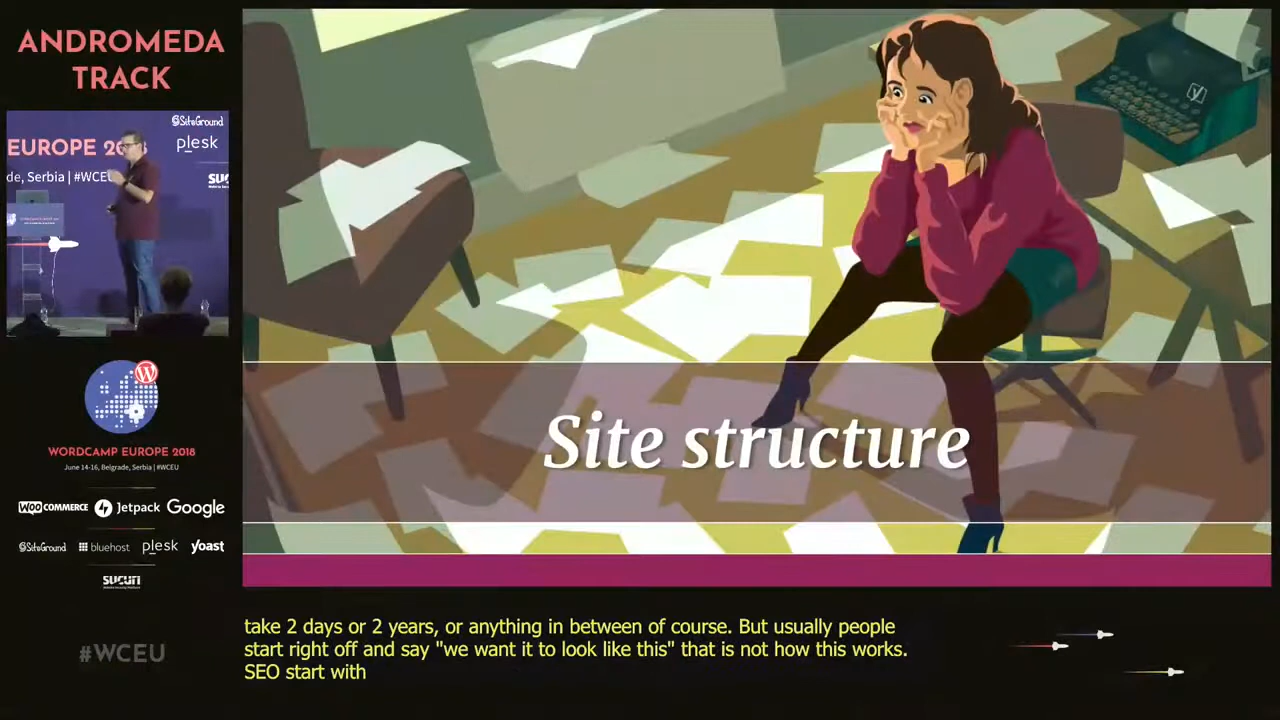 ANDROMEDA
TRACK
SiteGround
plesk
EUROPE 20
de, Serbia | #WCEU
SUC
WORDCAMP EUROPE 2018
June 14-16, Belgrade, Serbia | #WCEU
WOO COMMERCE Jetpack Google
SiteGround bluehost plesk yoast
SUCURI
#WCEU
Site structure
take 2 days or 2 years, or anything in between of course. But usually people
start right off and say "we want it to look like this" that is not how this works.
SEO start with